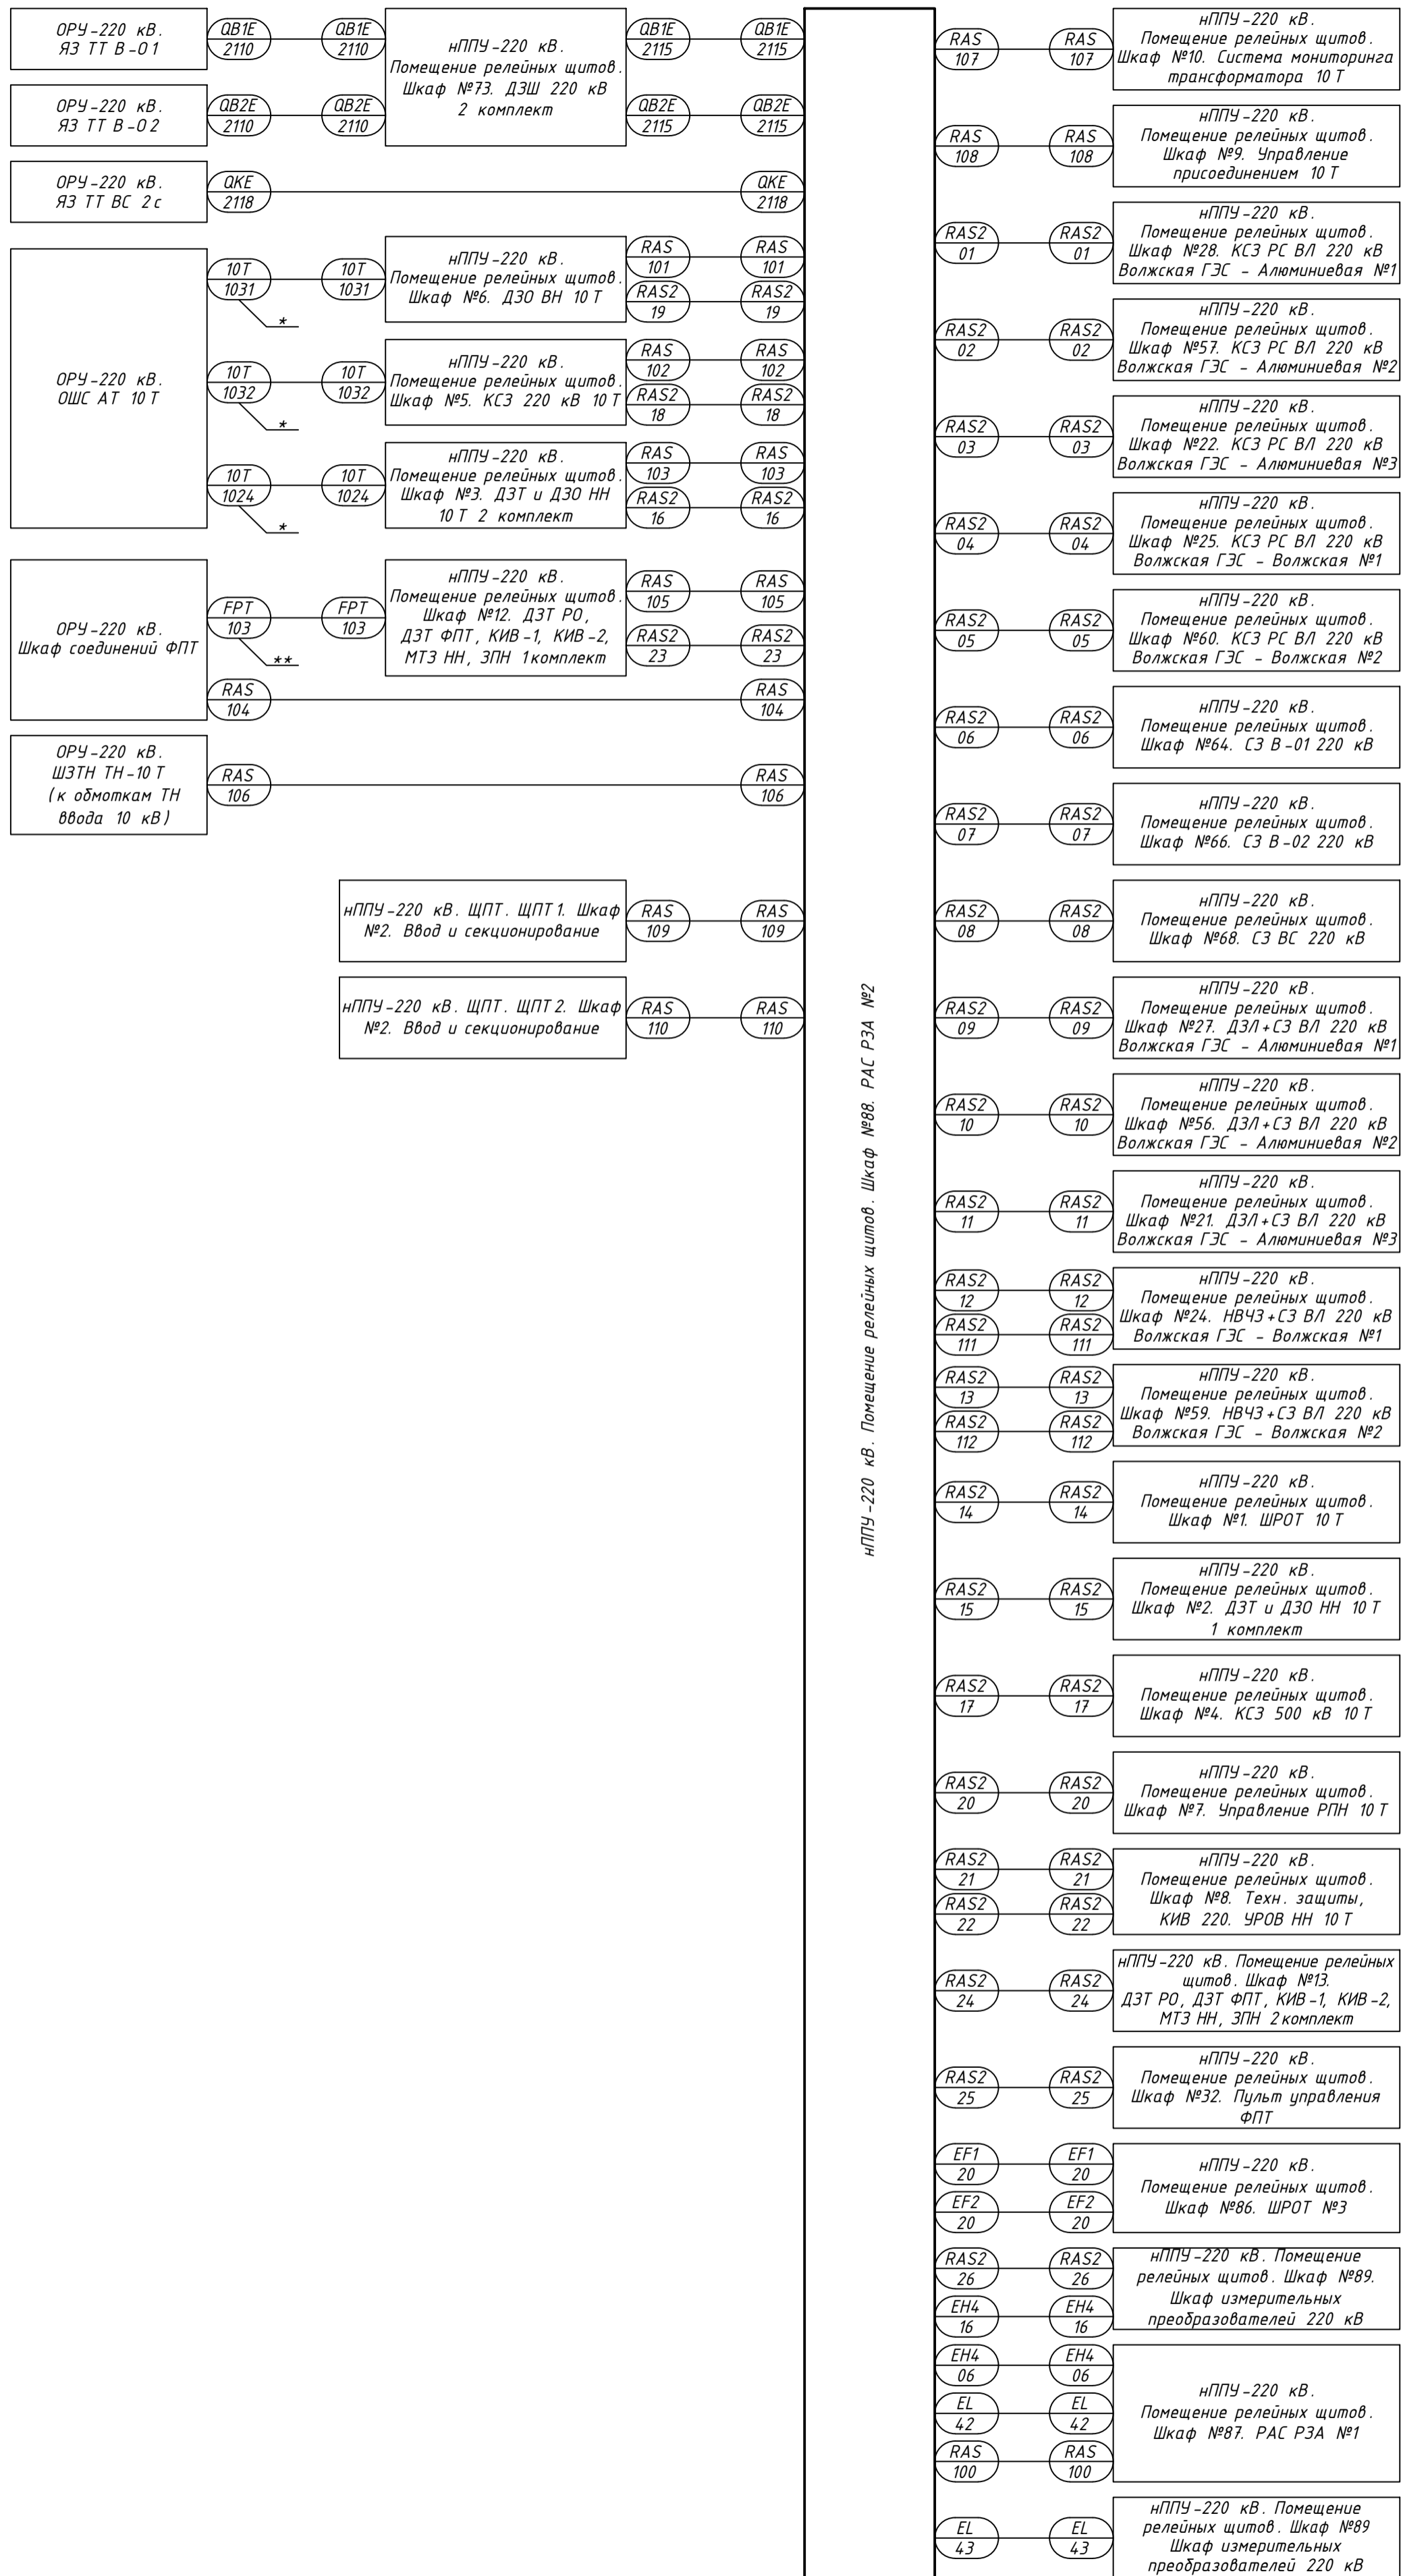 ОРУ-220 кВ.
ЯЗ ТТ В-О1
QB1E
2110
QB1E
2110
ОРУ-220 кВ.
ЯЗ ТТ В-О2
QB2E
2110
QB2E
2110
нППУ-220 кВ.
Помещение релейных щитов.
Шкаф №73. ДЗШ 220 кВ
2 комплект
QB1E
2115
QB1E
2115
QB2E
2115
QB2E
2115
ОРУ-220 кВ.
ЯЗ ТТ ВС 2с
QKE
2118
QKE
2118
ОРУ-220 кВ.
ОШС АТ 10Т
10Т
1031
*
10Т
1031
нППУ-220 кВ.
Помещение релейных щитов.
Шкаф №6. ДЗО ВН 10Т
RAS
101
RAS
101
RAS2
19
RAS2
19
10Т
1032
*
10Т
1032
нППУ-220 кВ.
Помещение релейных щитов.
Шкаф №5. КСЗ 220 кВ 10Т
RAS
102
RAS
102
RAS2
18
RAS2
18
10Т
1024
*
10Т
1024
нППУ-220 кВ.
Помещение релейных щитов.
Шкаф №3. ДЗТ и ДЗО НН
10Т 2 комплект
RAS
103
RAS
103
RAS2
16
RAS2
16
ОРУ-220 кВ.
Шкаф соединений ФПТ
FPT
103
**
FPT
103
нППУ-220 кВ.
Помещение релейных щитов.
Шкаф №12. ДЗТ РО,
ДЗТ ФПТ, КИВ-1, КИВ-2,
МТЗ НН, ЗПН 1комплект
RAS
105
RAS
105
RAS2
23
RAS2
23
RAS
104
RAS
104
ОРУ-220 кВ.
ШЗТН ТН-10Т
(к обмоткам ТН
ввода 10 кВ)
RAS
106
RAS
106
нППУ-220 кВ. ЩПТ. ЩПТ1. Шкаф
№2. Ввод и секционирование
RAS
109
RAS
109
нППУ-220 кВ. ЩПТ. ЩПТ2. Шкаф
№2. Ввод и секционирование
RAS
110
RAS
110
нППУ-220 кВ. Помещение релейных щитов. Шкаф №88. РАС РЗА №2
RAS
107
RAS
107
нППУ-220 кВ.
Помещение релейных щитов.
Шкаф №10. Система мониторинга
трансформатора 10Т
RAS
108
RAS
108
нППУ-220 кВ.
Помещение релейных щитов.
Шкаф №9. Управление
присоединением 10Т
RAS2
01
RAS2
01
нППУ-220 кВ.
Помещение релейных щитов.
Шкаф №28. КСЗ РС ВЛ 220 кВ
Волжская ГЭС - Алюминиевая №1
RAS2
02
RAS2
02
нППУ-220 кВ.
Помещение релейных щитов.
Шкаф №57. КСЗ РС ВЛ 220 кВ
Волжская ГЭС - Алюминиевая №2
RAS2
03
RAS2
03
нППУ-220 кВ.
Помещение релейных щитов.
Шкаф №22. КСЗ РС ВЛ 220 кВ
Волжская ГЭС - Алюминиевая №3
RAS2
04
RAS2
04
нППУ-220 кВ.
Помещение релейных щитов.
Шкаф №25. КСЗ РС ВЛ 220 кВ
Волжская ГЭС - Волжская №1
RAS2
05
RAS2
05
нППУ-220 кВ.
Помещение релейных щитов.
Шкаф №60. КСЗ РС ВЛ 220 кВ
Волжская ГЭС - Волжская №2
RAS2
06
RAS2
06
нППУ-220 кВ.
Помещение релейных щитов.
Шкаф №64. СЗ В-01 220 кВ
RAS2
07
RAS2
07
нППУ-220 кВ.
Помещение релейных щитов.
Шкаф №66. СЗ В-02 220 кВ
RAS2
08
RAS2
08
нППУ-220 кВ.
Помещение релейных щитов.
Шкаф №68. СЗ ВС 220 кВ
RAS2
09
RAS2
09
нППУ-220 кВ.
Помещение релейных щитов.
Шкаф №27. ДЗЛ+СЗ ВЛ 220 кВ
Волжская ГЭС - Алюминиевая №1
RAS2
10
RAS2
10
нППУ-220 кВ.
Помещение релейных щитов.
Шкаф №56. ДЗЛ+СЗ ВЛ 220 кВ
Волжская ГЭС - Алюминиевая №2
RAS2
11
RAS2
11
нППУ-220 кВ.
Помещение релейных щитов.
Шкаф №21. ДЗЛ+СЗ ВЛ 220 кВ
Волжская ГЭС - Алюминиевая №3
RAS2
12
RAS2
12
RAS2
111
RAS2
111
нППУ-220 кВ.
Помещение релейных щитов.
Шкаф №24. НВЧЗ+СЗ ВЛ 220 кВ
Волжская ГЭС - Волжская №1
RAS2
13
RAS2
13
RAS2
112
RAS2
112
нППУ-220 кВ.
Помещение релейных щитов.
Шкаф №59. НВЧЗ+СЗ ВЛ 220 кВ
Волжская ГЭС - Волжская №2
RAS2
14
RAS2
14
нППУ-220 кВ.
Помещение релейных щитов.
Шкаф №1. ШРОТ 10Т
RAS2
15
RAS2
15
нППУ-220 кВ.
Помещение релейных щитов.
Шкаф №2. ДЗТ и ДЗО НН 10Т
1 комплект
RAS2
17
RAS2
17
нППУ-220 кВ.
Помещение релейных щитов.
Шкаф №4. КСЗ 500 кВ 10Т
RAS2
20
RAS2
20
нППУ-220 кВ.
Помещение релейных щитов.
Шкаф №7. Управление РПН 10Т
RAS2
21
RAS2
21
RAS2
22
RAS2
22
нППУ-220 кВ.
Помещение релейных щитов.
Шкаф №8. Техн. защиты,
КИВ 220. УРОВ НН 10Т
RAS2
24
RAS2
24
нППУ-220 кВ. Помещение релейных
щитов. Шкаф №13.
ДЗТ РО, ДЗТ ФПТ, КИВ-1, КИВ-2,
МТЗ НН, ЗПН 2комплект
RAS2
25
RAS2
25
нППУ-220 кВ.
Помещение релейных щитов.
Шкаф №32. Пульт управления
ФПТ
EF1
20
EF1
20
EF2
20
EF2
20
нППУ-220 кВ.
Помещение релейных щитов.
Шкаф №86. ШРОТ №3
RAS2
26
RAS2
26
EH4
16
EH4
16
нППУ-220 кВ. Помещение
релейных щитов. Шкаф №89.
Шкаф измерительных
преобразователей 220 кВ
EH4
06
EH4
06
EL
42
EL
42
RAS
100
RAS
100
нППУ-220 кВ.
Помещение релейных щитов.
Шкаф №87. РАС РЗА №1
EL
43
EL
43
нППУ-220 кВ. Помещение
релейных щитов. Шкаф №89
Шкаф измерительных
преобразователей 220 кВ